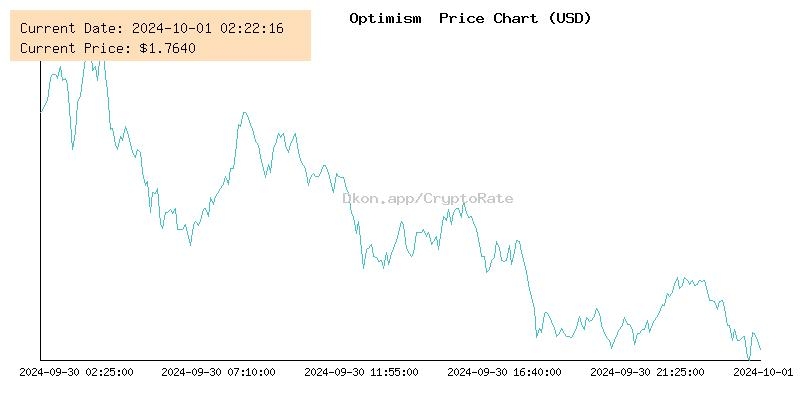 Optimism  Price Chart (USD)
Current Date: 2024-10-01 02:22:16
Current Price: $1.7640
Dkon.app/CryptoRate
2024-09-30 02:25:00 2024-09-30 07:10:00 2024-09-30 11:55:00 2024-09-30 16:40:00 2024-09-30 21:25:00 2024-10-01